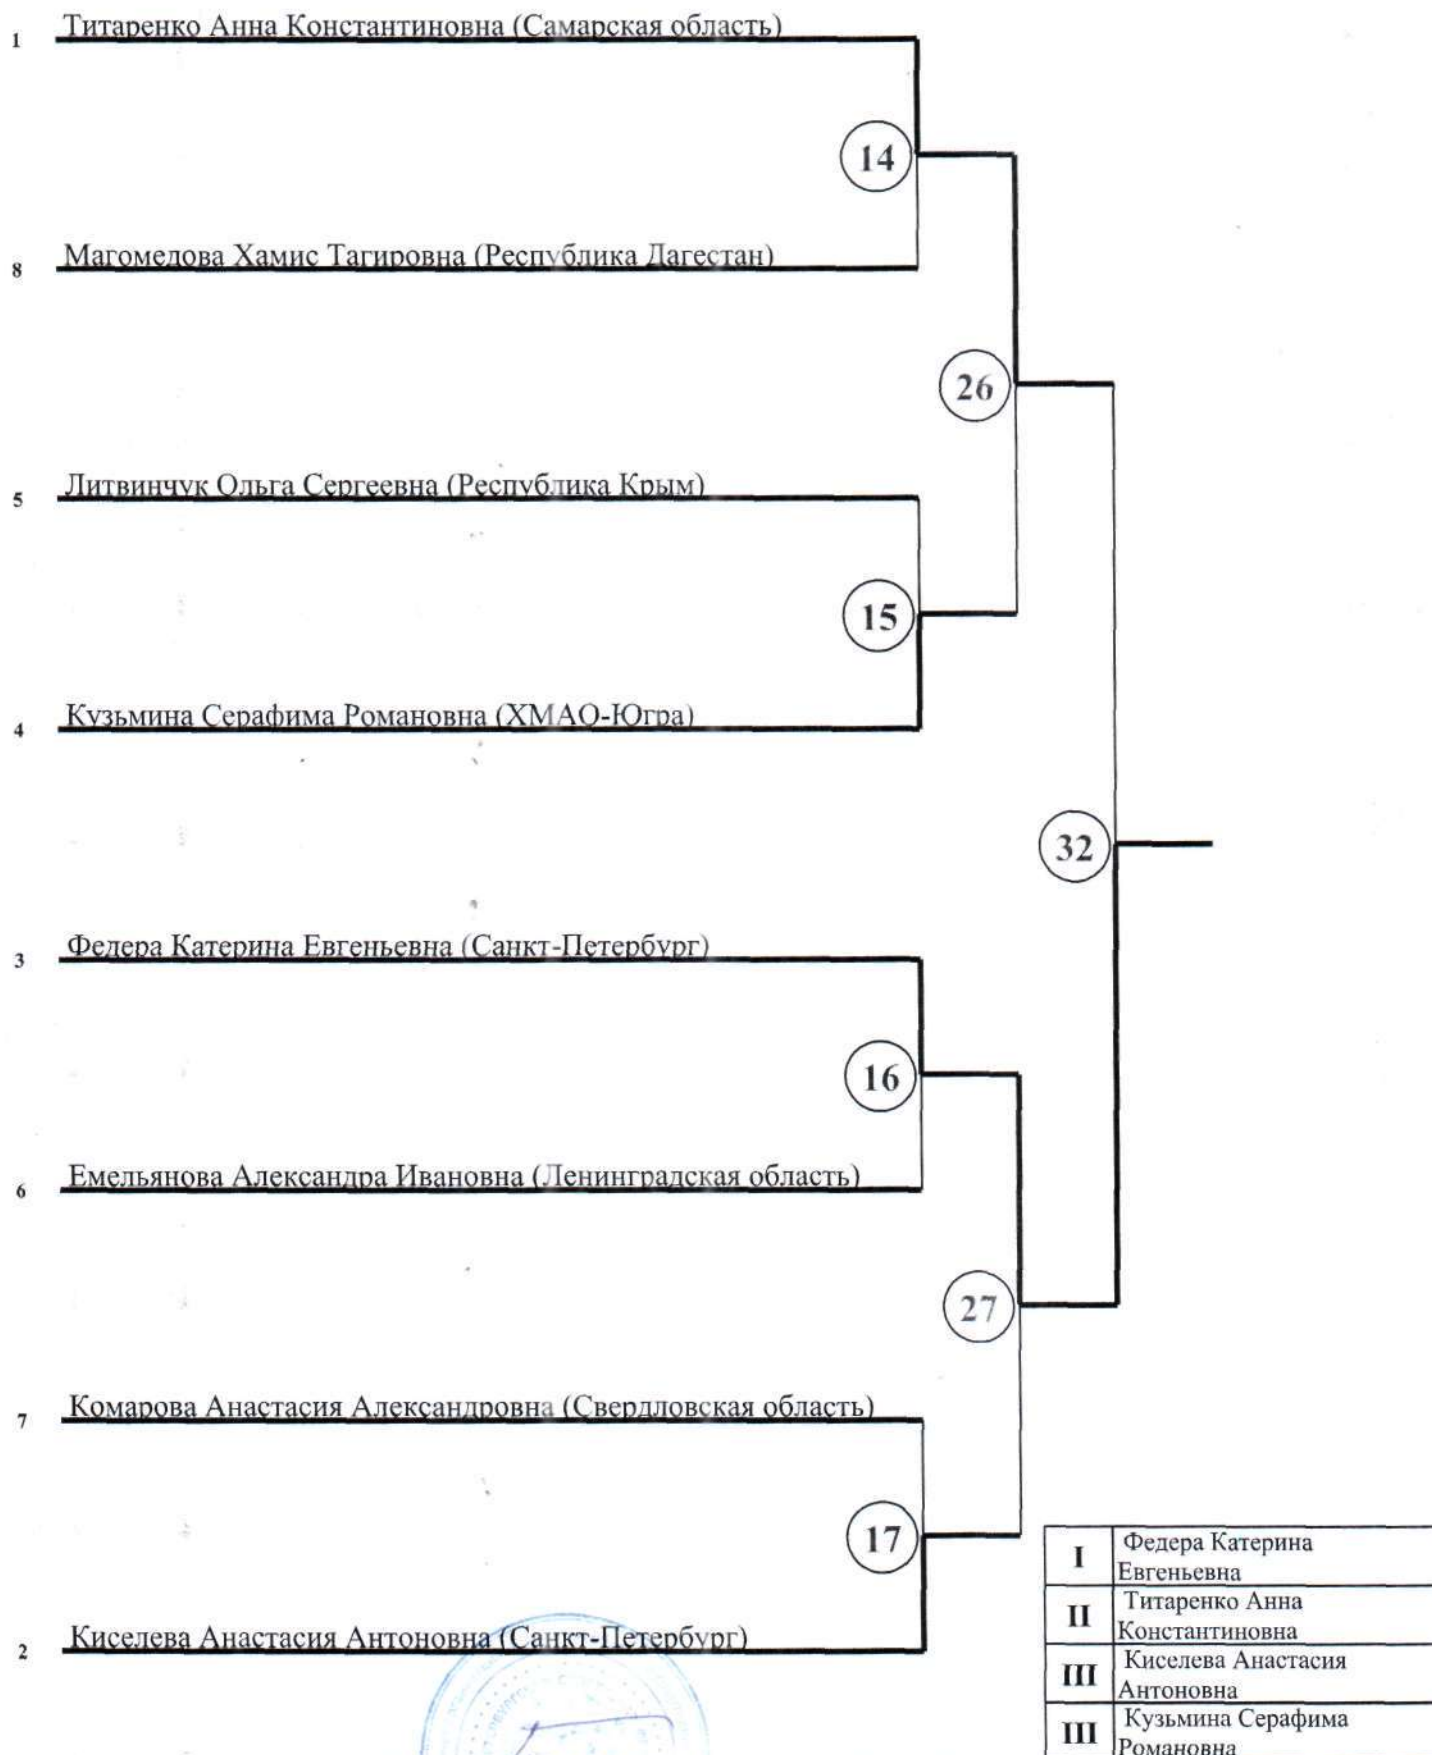 1 Титаренко Анна Константиновна (Самарская область)
14
8 Магомедова Хамис Тагировна (Республика Дагестан)
26
5 Литвинчук Ольга Сергеевна (Республика Крым)
15
4 Кузьмина Серафима Романовна (ХМАО-Югра)
32
3 Федера Катерина Евгеньевна (Санкт-Петербург)
16
6 Емельянова Александра Ивановна (Ленинградская область)
27
7 Комарова Анастасия Александровна (Свердловская область)
17
2 Киселева Анастасия Антоновна (Санкт-Петербург)
I Федера Катерина
Евгеньевна
II Титаренко Анна
Константиновна
III Киселева Анастасия
Антоновна
III Кузьмина Серафима
Романовна